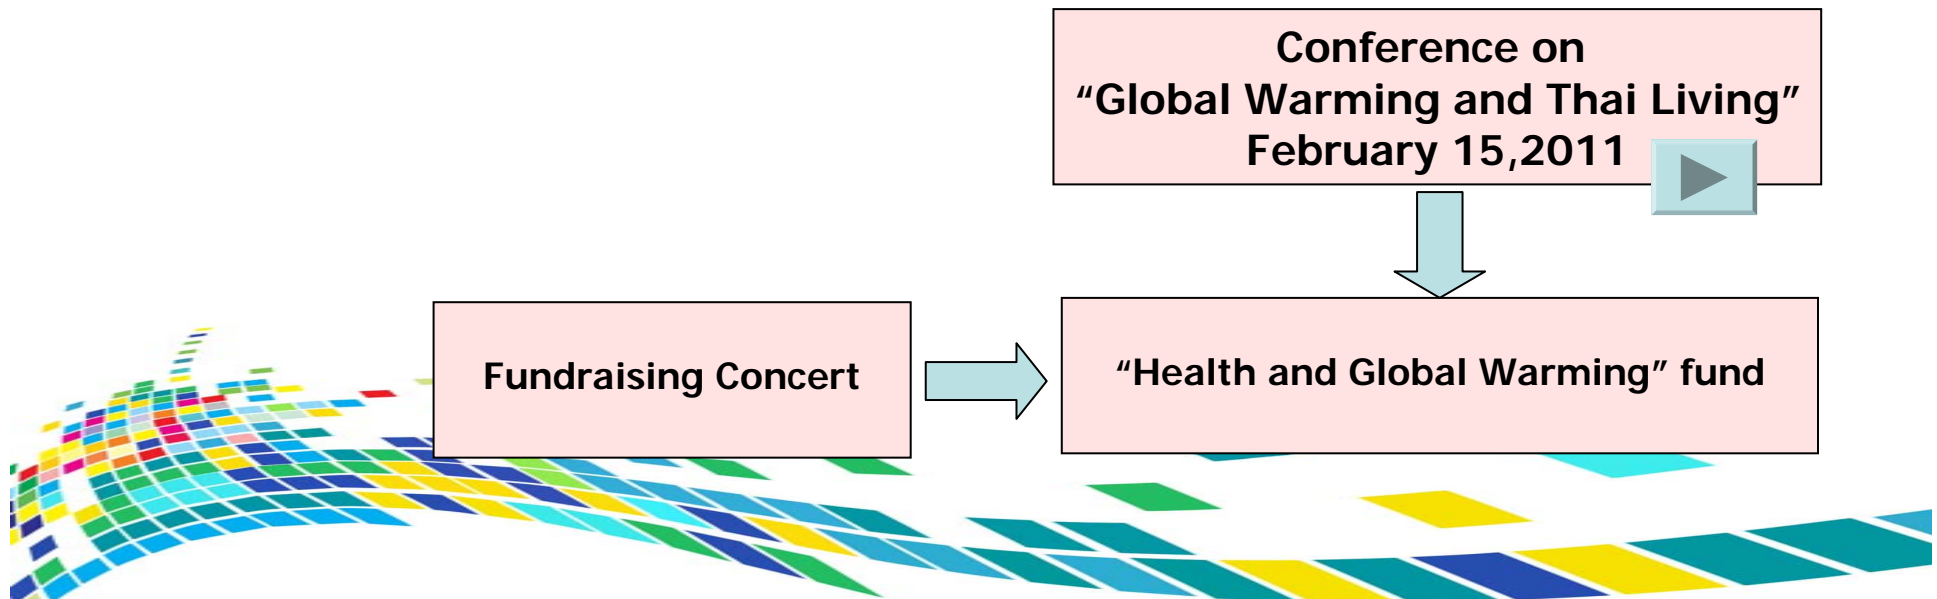 Conference on
“Global Warming and Thai Living”
February 15,2011
Fundraising Concert
“Health and Global Warming” fund